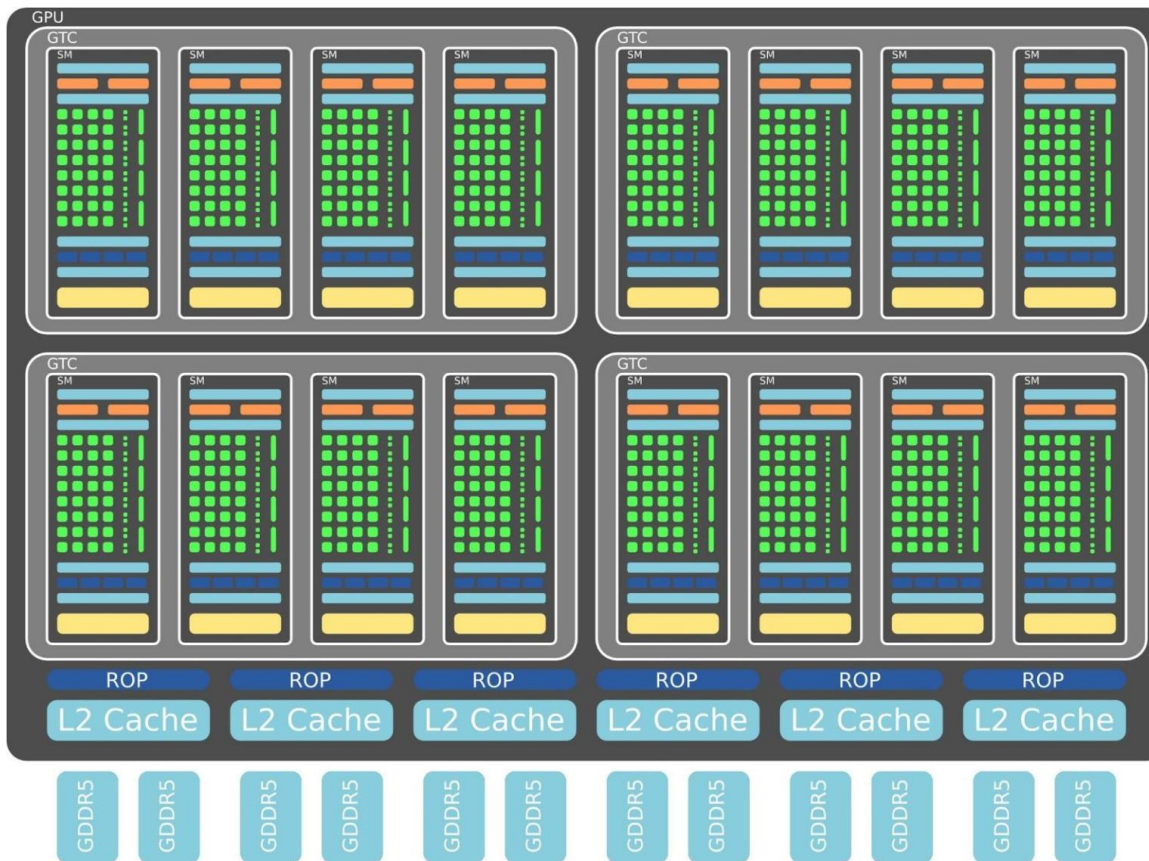 GPU
GTC GTC
SM SM SM SM SM SM SM SM
GTC GTC
SM SM SM SM SM SM SM SM
ROP ROP ROP ROP ROP ROP
L2 Cache L2 Cache L2 Cache L2 Cache L2 Cache L2 Cache
GDDR5 GDDR5 GDDR5 GDDR5 GDDR5 GDDR5 GDDR5 GDDR5 GDDR5 GDDR5 GDDR5 GDDR5